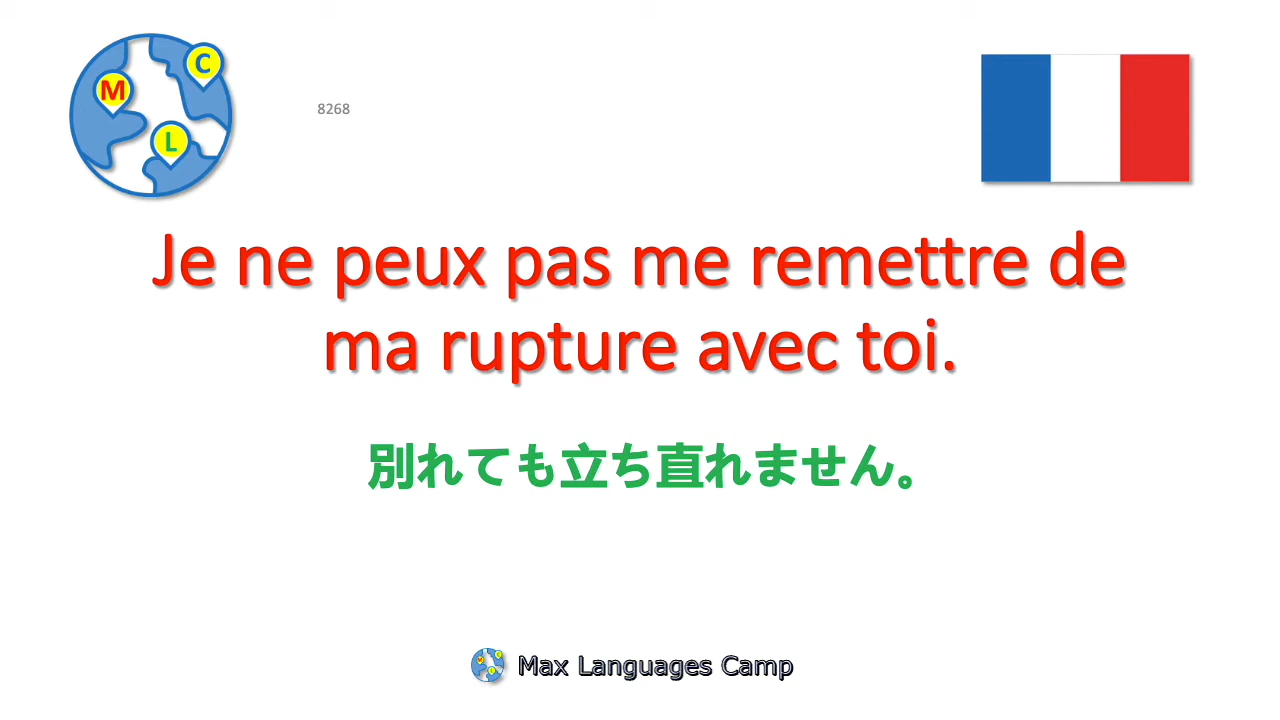 C
M
L
8268
Je ne peux pas me remettre de
ma rupture avec toi.
別れても立ち直れません。
Max Languages Camp